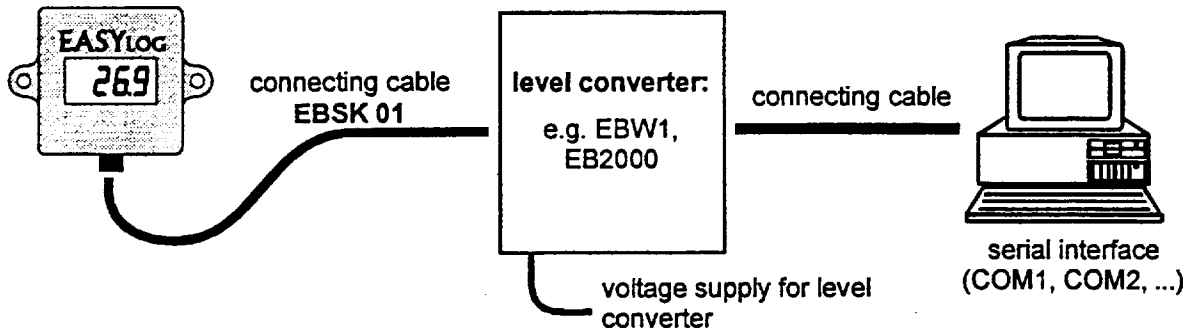 EASYLOG
26.9
connecting cable
EBSK 01
level converter:
e.g. EBW1,
EB2000
connecting cable
serial interface
(COM1, COM2, ...)
voltage supply for level
converter